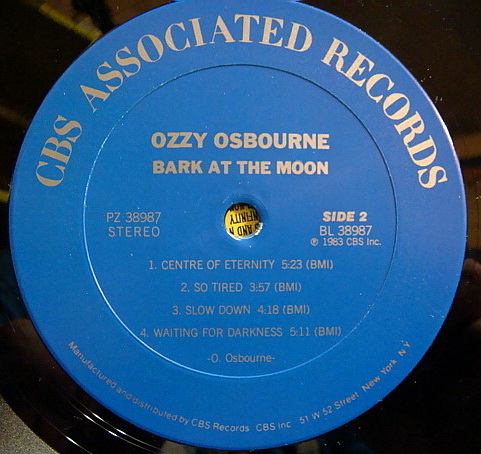 CBS ASSOCIATED RECORDS
OZZY OSBOURNE
BARK AT THE MOON
PZ 38987
STEREO
SIDE 2
BL 38987
℗ 1983 CBS Inc.
1. CENTRE OF ETERNITY 5:23 (BMI)
2. SO TIRED 3:57 (BMI)
3. SLOW DOWN 4:18 (BMI)
4. WAITING FOR DARKNESS 5:11 (BMI)
-O. Osbourne-
Manufactured and distributed by CBS Records CBS Inc 51 W 52 Street New York N Y